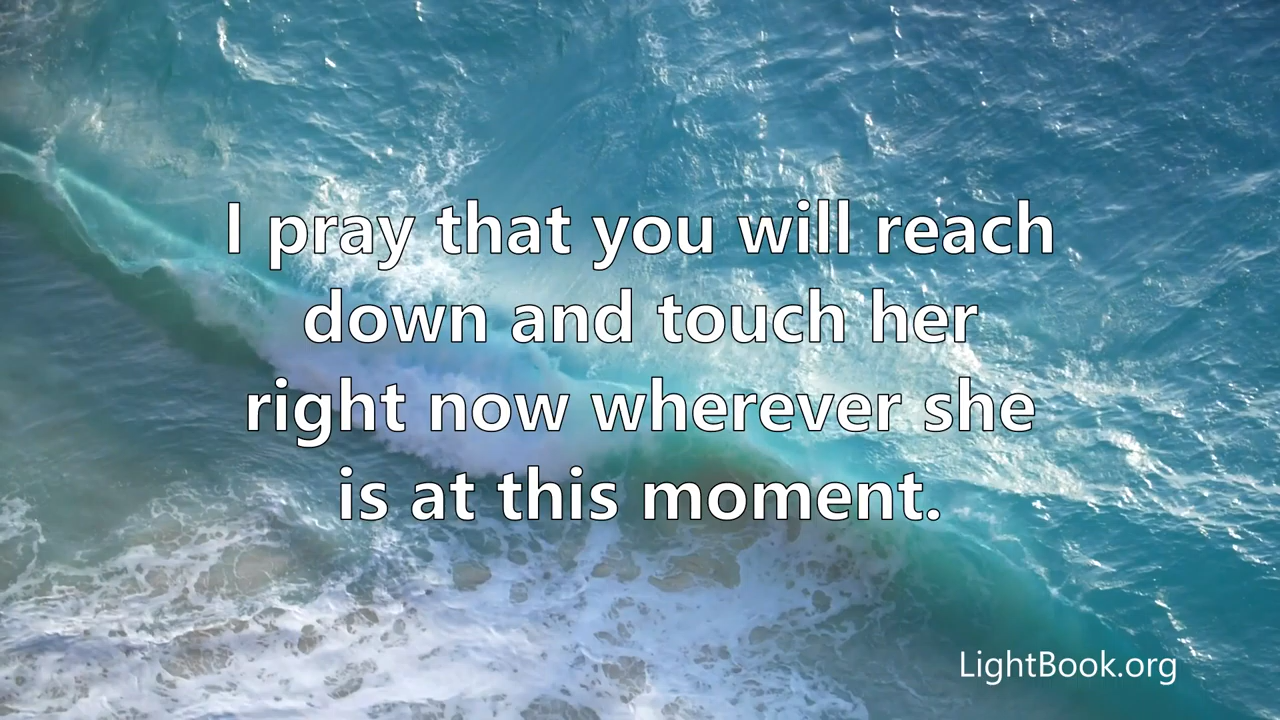 I pray that you will reach
down and touch her
right now wherever she
is at this moment.
LightBook.org